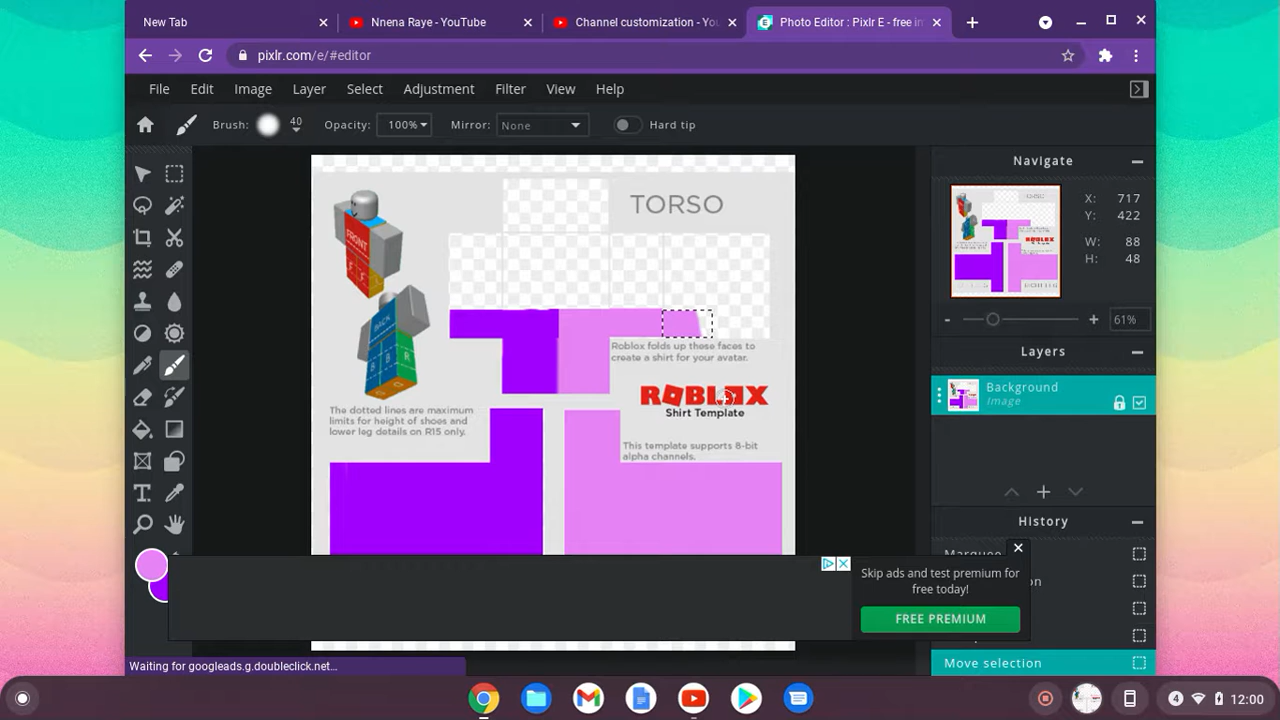 New Tab
Nnena Raye - YouTube
Channel customization - You
Photo Editor : Pixlr E - free in
pixlr.com/e/#editor
File Edit Image Layer Select Adjustment Filter View Help
Brush: 40 Opacity: 100% Mirror: None Hard tip
Navigate
X: 717
Y: 422
W: 88
H: 48
- + 61%
TORSO
FRONT
BACK
B B R
Roblox folds up these faces to
create a shirt for your avatar.
ROBLOX
Shirt Template
The dotted lines are maximum
limits for height of shoes and
lower leg details on R15 only.
This template supports 8-bit
alpha channels.
Layers
Background
Image
History
Marquee
Move selection
Skip ads and test premium for
free today!
FREE PREMIUM
Waiting for googleads.g.doubleclick.net...
4 12:00